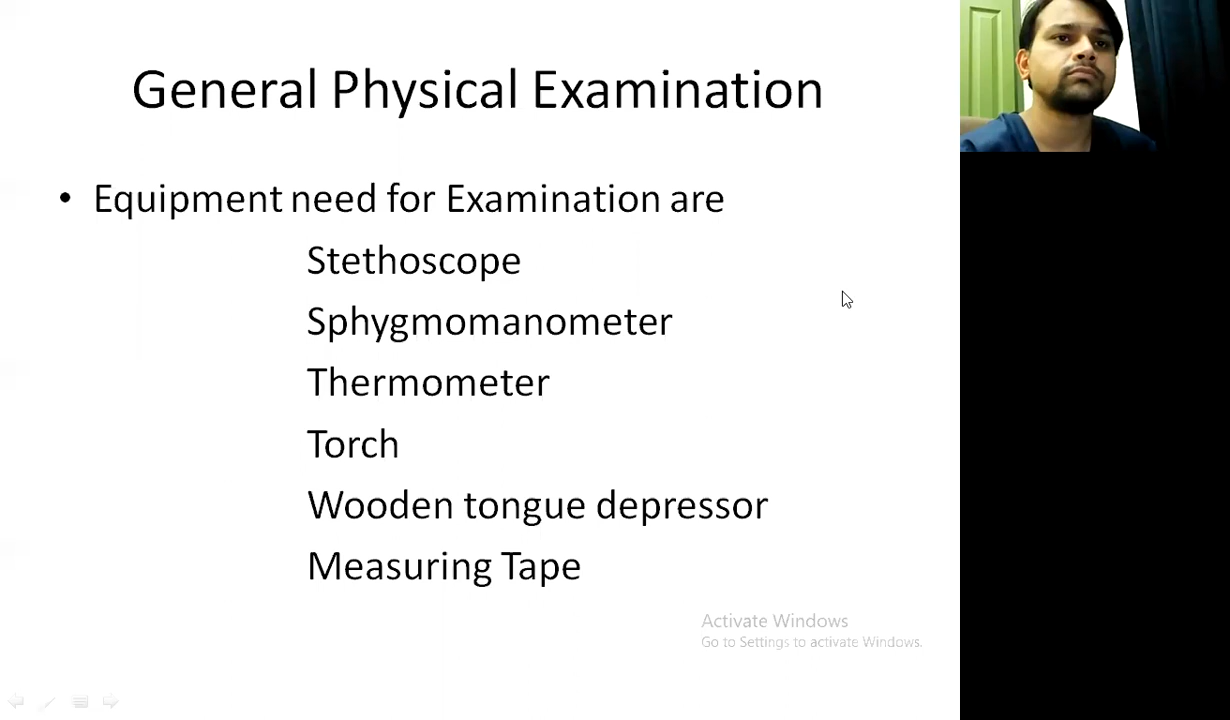 General Physical Examination
• Equipment need for Examination are
Stethoscope
Sphygmomanometer
Thermometer
Torch
Wooden tongue depressor
Measuring Tape
Activate Windows
Go to Settings to activate Windows.